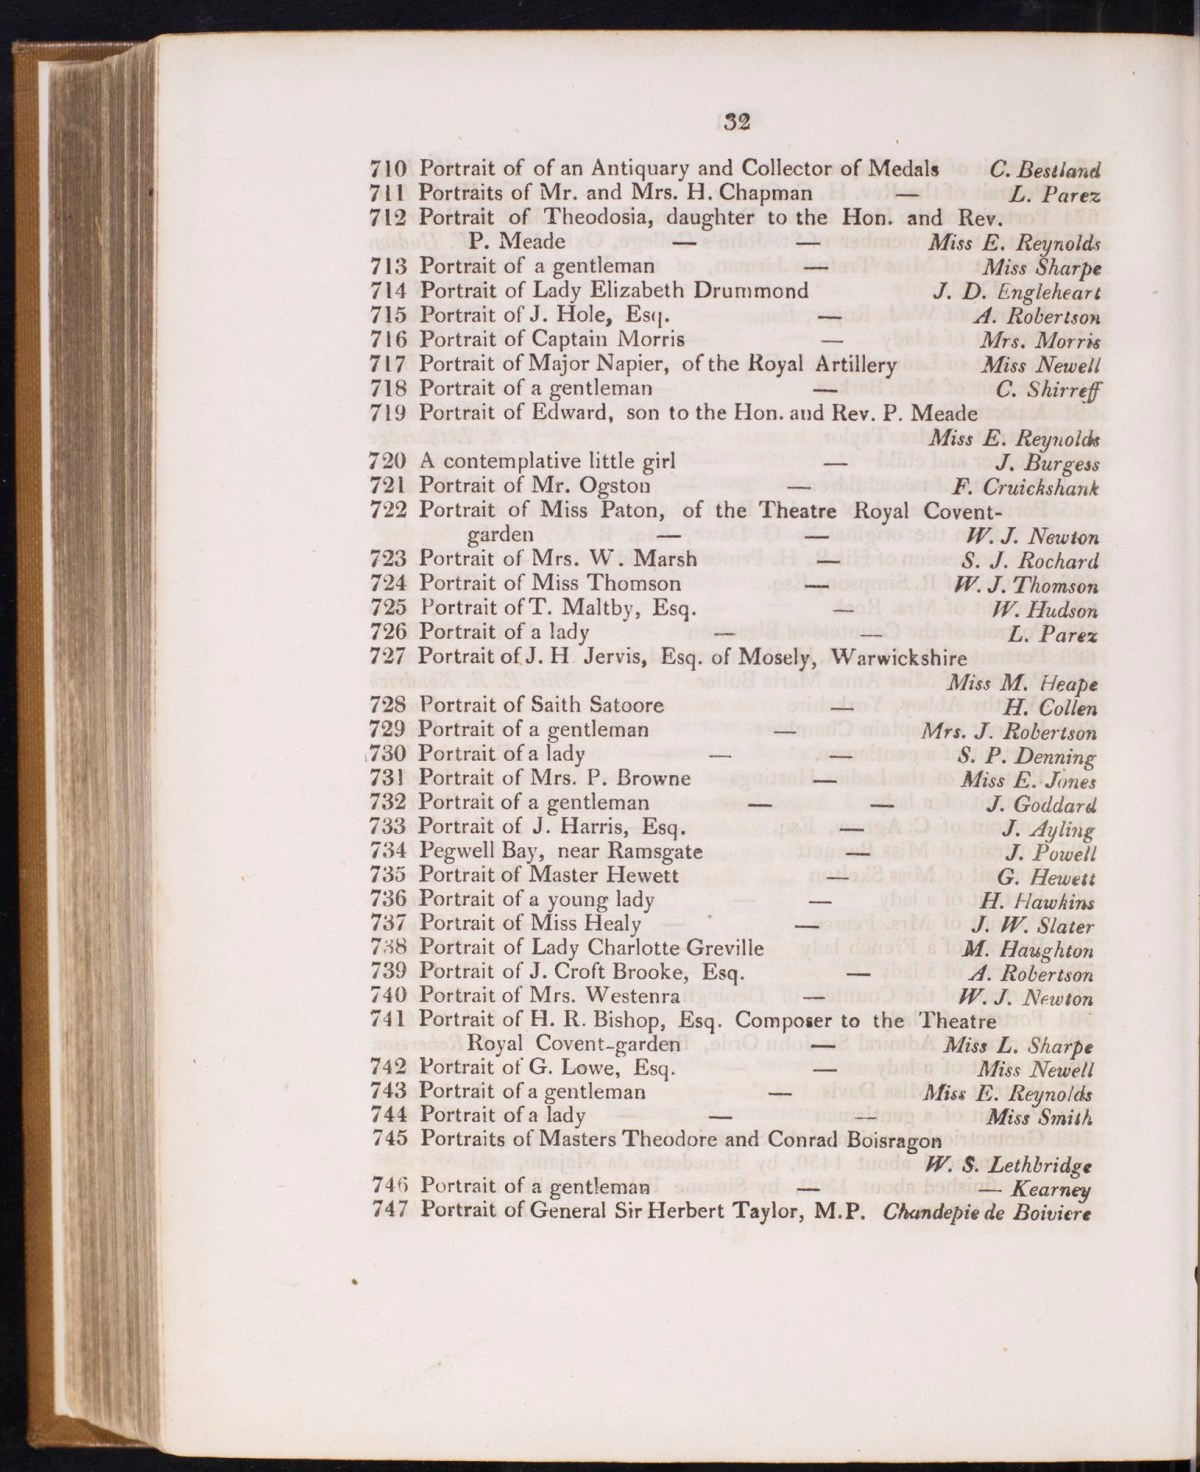 32
710 Portrait of of an Antiquary and Collector of Medals C. Bestland
711 Portraits of Mr. and Mrs. H. Chapman — L. Parez
712 Portrait of Theodosia, daughter to the Hon. and Rev.
P. Meade — — Miss E. Reynolds
713 Portrait of a gentleman — Miss Sharpe
714 Portrait of Lady Elizabeth Drummond J. D. Engleheart
715 Portrait of J. Hole, Esq. — A. Robertson
716 Portrait of Captain Morris — Mrs. Morris
717 Portrait of Major Napier, of the Royal Artillery Miss Newell
718 Portrait of a gentleman — C. Shirreff
719 Portrait of Edward, son to the Hon. and Rev. P. Meade
Miss E. Reynolds
720 A contemplative little girl — J. Burgess
721 Portrait of Mr. Ogston — F. Cruickshank
722 Portrait of Miss Paton, of the Theatre Royal Covent-
garden — — W. J. Newton
723 Portrait of Mrs. W. Marsh — S. J. Rochard
724 Portrait of Miss Thomson — W. J. Thomson
725 Portrait of T. Maltby, Esq. — W. Hudson
726 Portrait of a lady — — L. Parez
727 Portrait of J. H Jervis, Esq. of Mosely, Warwickshire
Miss M. Heape
728 Portrait of Saith Satoore — H. Collen
729 Portrait of a gentleman — Mrs. J. Robertson
730 Portrait of a lady — — S. P. Denning
731 Portrait of Mrs. P. Browne — Miss E. Jones
732 Portrait of a gentleman — — J. Goddard
733 Portrait of J. Harris, Esq. — J. Ayling
734 Pegwell Bay, near Ramsgate — J. Powell
735 Portrait of Master Hewett — G. Hewett
736 Portrait of a young lady — H. Hawkins
737 Portrait of Miss Healy — J. W. Slater
738 Portrait of Lady Charlotte Greville M. Haughton
739 Portrait of J. Croft Brooke, Esq. — A. Robertson
740 Portrait of Mrs. Westenra — W. J. Newton
741 Portrait of H. R. Bishop, Esq. Composer to the Theatre
Royal Covent-garden — Miss L. Sharpe
742 Portrait of G. Lowe, Esq. — Miss Newell
743 Portrait of a gentleman — Miss E. Reynolds
744 Portrait of a lady — — Miss Smith
745 Portraits of Masters Theodore and Conrad Boisragon
W. S. Lethbridge
746 Portrait of a gentleman — — Kearney
747 Portrait of General Sir Herbert Taylor, M.P. Chandepie de Boiviere